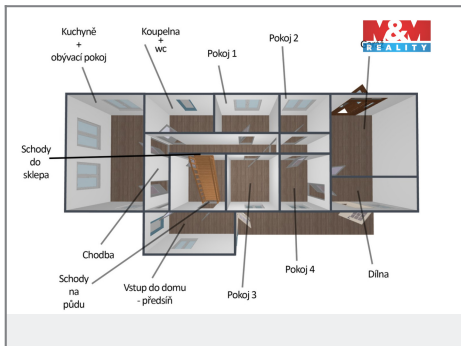 Kuchyně
+
obývací pokoj
Koupelna
+
wc
Pokoj 1
Pokoj 2
M&M
REALITY
Schody
do
sklepa
Chodba
Schody
na
půdu
Vstup do domu
- předsíň
Pokoj 3
Pokoj 4
Dílna